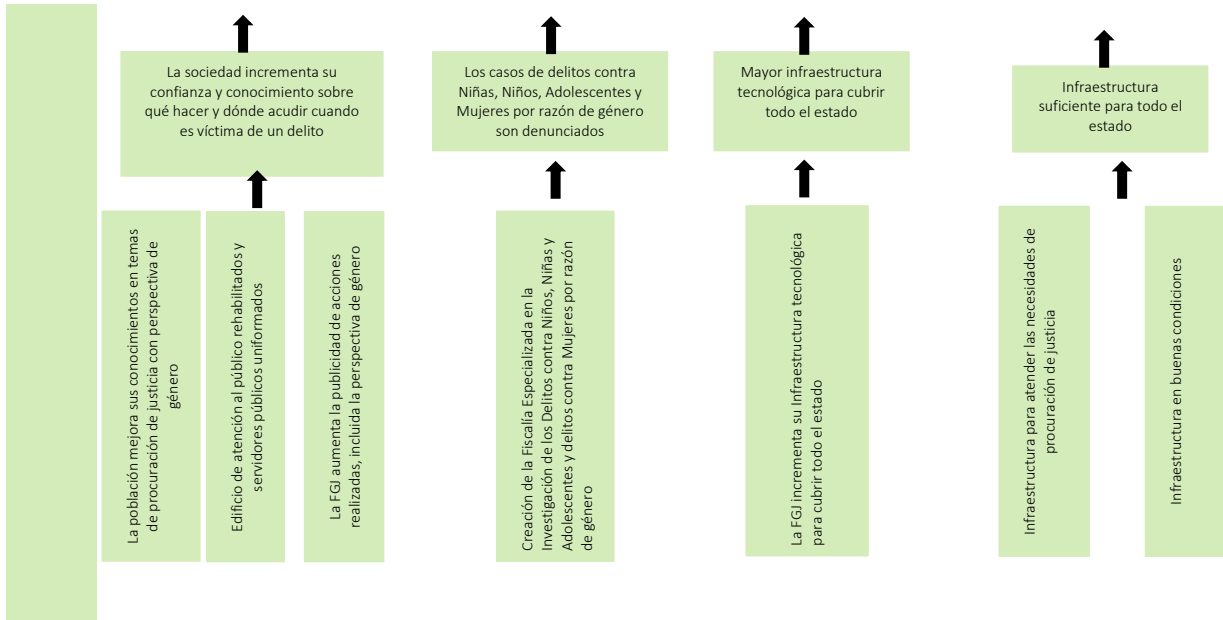 La sociedad incrementa su
confianza y conocimiento sobre
qué hacer y dónde acudir cuando
es víctima de un delito
Los casos de delitos contra
Niñas, Niños, Adolescentes y
Mujeres por razón de género
son denunciados
Mayor infraestructura
tecnológica para cubrir
todo el estado
Infraestructura
suficiente para todo el
estado
La población mejora sus conocimientos en temas
de procuración de justicia con perspectiva de
género
Edificio de atención al público rehabilitados y
servidores públicos uniformados
La FGJ aumenta la publicidad de acciones
realizadas, incluida la perspectiva de género
Creación de la Fiscalía Especializada en la
Investigación de los Delitos contra Niños, Niñas y
Adolescentes y delitos contra Mujeres por razón
de género
La FGJ incrementa su Infraestructura tecnológica
para cubrir todo el estado
Infraestructura para atender las necesidades de
procuración de justicia
Infraestructura en buenas condiciones